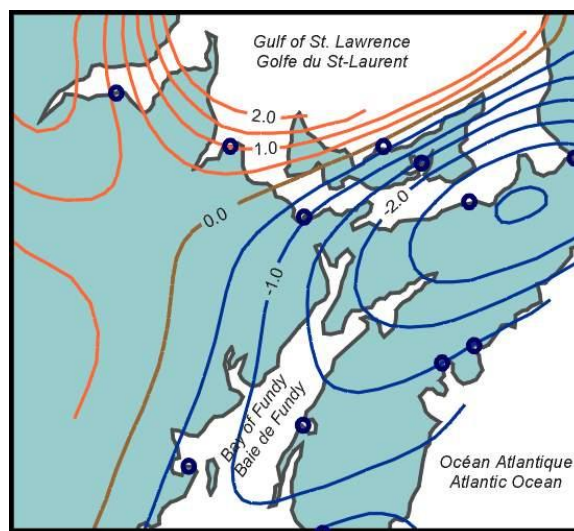 Gulf of St. Lawrence
Golfe du St-Laurent
2.0
1.0
0.0
-2.0
-1.0
Bay of Fundy
Baie de Fundy
Océan Atlantique
Atlantic Ocean